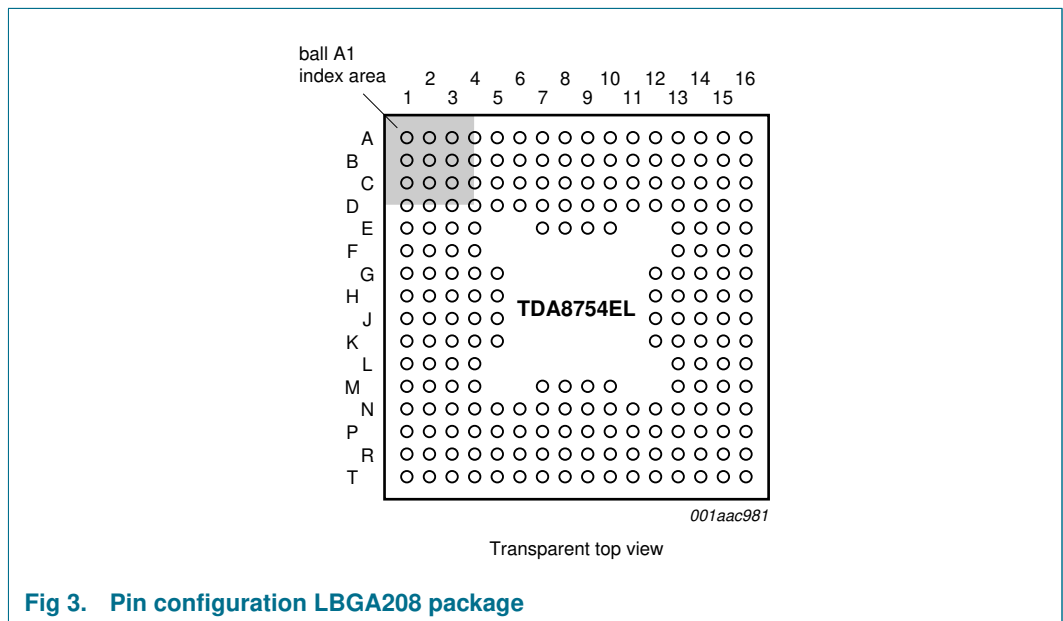 ball A1
index area
2 4 6 8 10 12 14 16
1 3 5 7 9 11 13 15
A
B
C
D
E
F
G
H
J
K
L
M
N
P
R
T
TDA8754EL
001aac981
Transparent top view
Fig 3. Pin configuration LBGA208 package